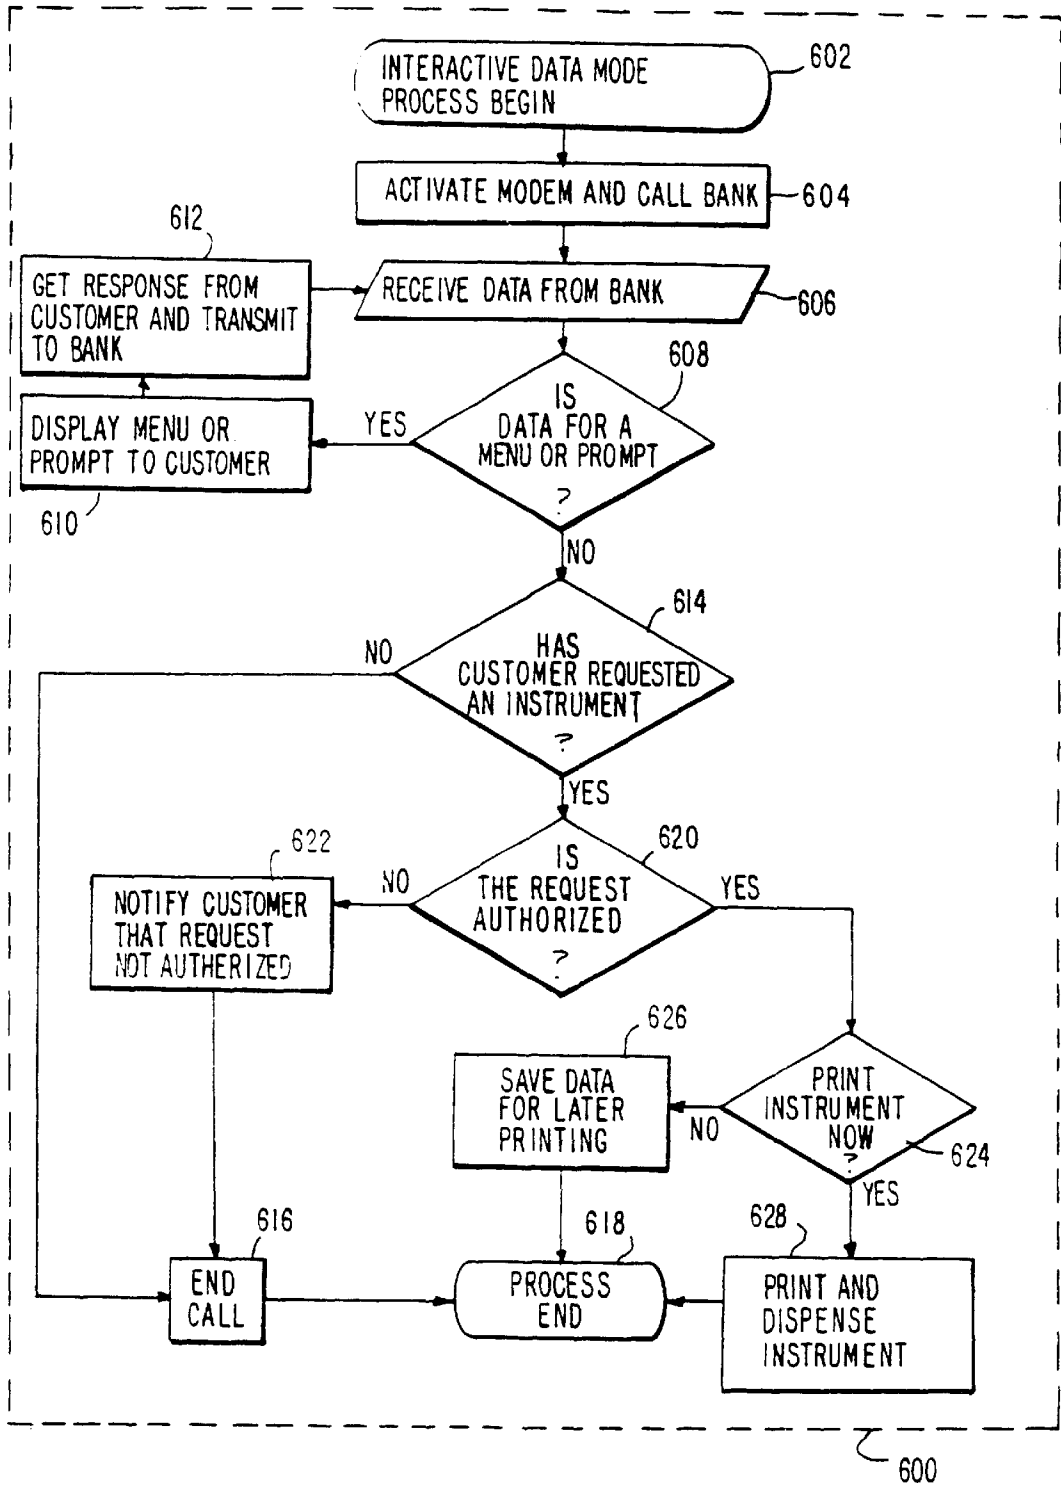 INTERACTIVE DATA MODE
PROCESS BEGIN
602
ACTIVATE MODEM AND CALL BANK
604
612
GET RESPONSE FROM
CUSTOMER AND TRANSMIT
TO BANK
RECEIVE DATA FROM BANK
606
608
IS
DATA FOR A
MENU OR PROMPT
?
YES
DISPLAY MENU OR
PROMPT TO CUSTOMER
610
NO
614
HAS
CUSTOMER REQUESTED
AN INSTRUMENT
?
NO
YES
620
IS
THE REQUEST
AUTHORIZED
?
NO
YES
622
NOTIFY CUSTOMER
THAT REQUEST
NOT AUTHERIZED
626
SAVE DATA
FOR LATER
PRINTING
PRINT
INSTRUMENT
NOW
?
624
NO
YES
616
END
CALL
618
PROCESS
END
628
PRINT AND
DISPENSE
INSTRUMENT
600